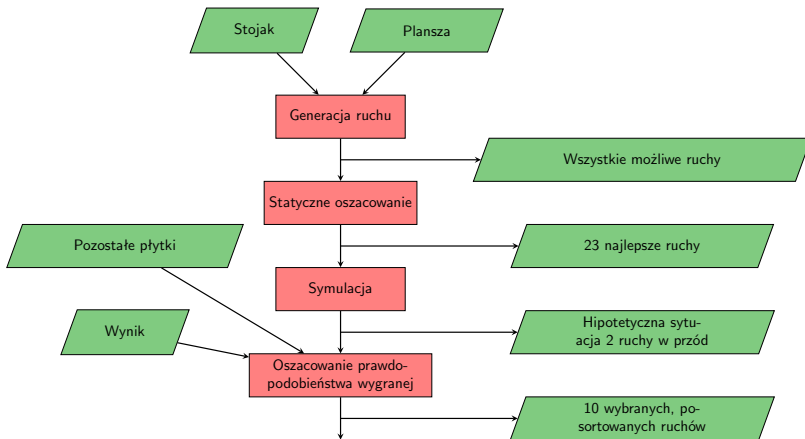 Stojak
Plansza
Generacja ruchu
Wszystkie możliwe ruchy
Statyczne oszacowanie
Pozostałe płytki
23 najlepsze ruchy
Symulacja
Wynik
Hipotetyczna sytu-
acja 2 ruchy w przód
Oszacowanie prawdo-
podobieństwa wygranej
10 wybranych, po-
sortowanych ruchów